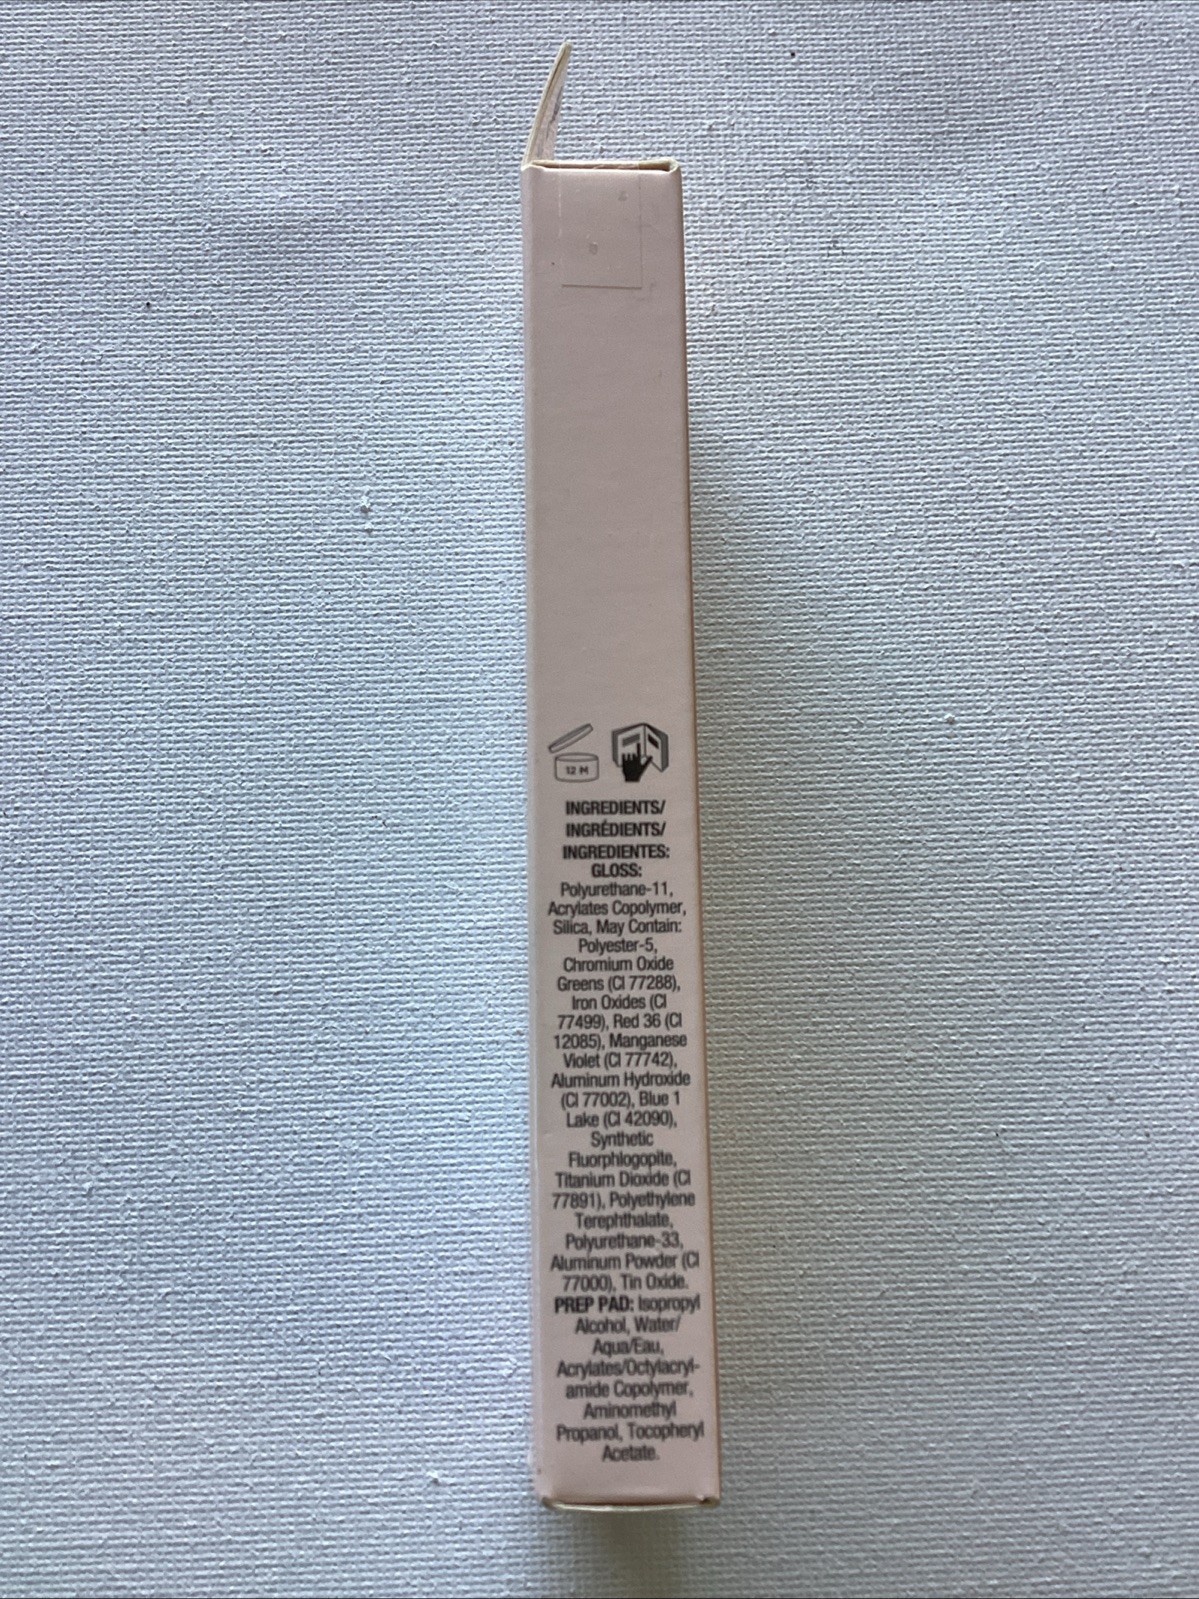 12 M
INGREDIENTS/
INGRÉDIENTS/
INGREDIENTES:
GLOSS:
Polyurethane-11,
Acrylates Copolymer,
Silica, May Contain:
Polyester-5,
Chromium Oxide
Greens (CI 77288),
Iron Oxides (CI
77499), Red 36 (CI
12085), Manganese
Violet (CI 77742),
Aluminum Hydroxide
(CI 77002), Blue 1
Lake (CI 42090),
Synthetic
Fluorphlogopite,
Titanium Dioxide (CI
77891), Polyethylene
Terephthalate,
Polyurethane-33,
Aluminum Powder (CI
77000), Tin Oxide.
PREP PAD: Isopropyl
Alcohol, Water/
Aqua/Eau,
Acrylates/Octylacryl-
amide Copolymer,
Aminomethyl
Propanol, Tocopheryl
Acetate.